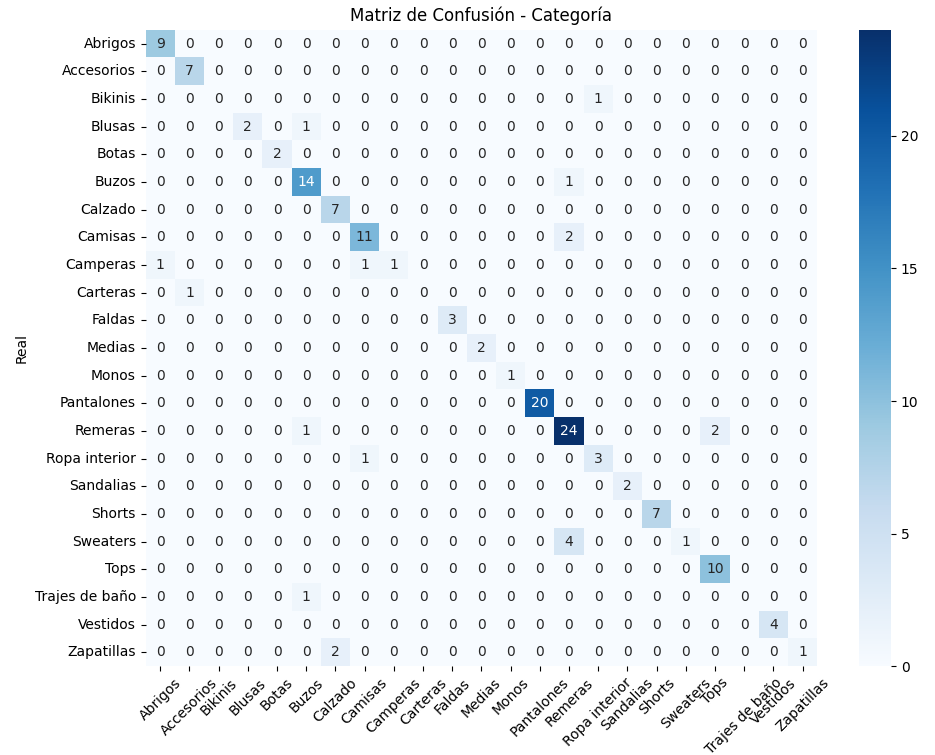 Matriz de Confusión - Categoría
Abrigos 9 0 0 0 0 0 0 0 0 0 0 0 0 0 0 0 0 0 0 0 0 0 0
Accesorios 0 7 0 0 0 0 0 0 0 0 0 0 0 0 0 0 0 0 0 0 0 0 0
Bikinis 0 0 0 0 0 0 0 0 0 0 0 0 0 0 0 1 0 0 0 0 0 0 0
Blusas 0 0 0 2 0 1 0 0 0 0 0 0 0 0 0 0 0 0 0 0 0 0 0
Botas 0 0 0 0 2 0 0 0 0 0 0 0 0 0 0 0 0 0 0 0 0 0 0
Buzos 0 0 0 0 0 14 0 0 0 0 0 0 0 0 1 0 0 0 0 0 0 0 0
Calzado 0 0 0 0 0 0 7 0 0 0 0 0 0 0 0 0 0 0 0 0 0 0 0
Camisas 0 0 0 0 0 0 0 11 0 0 0 0 0 0 2 0 0 0 0 0 0 0 0
Camperas 1 0 0 0 0 0 0 1 1 0 0 0 0 0 0 0 0 0 0 0 0 0 0
Carteras 0 1 0 0 0 0 0 0 0 0 0 0 0 0 0 0 0 0 0 0 0 0 0
Faldas 0 0 0 0 0 0 0 0 0 0 3 0 0 0 0 0 0 0 0 0 0 0 0
Medias 0 0 0 0 0 0 0 0 0 0 0 2 0 0 0 0 0 0 0 0 0 0 0
Monos 0 0 0 0 0 0 0 0 0 0 0 0 1 0 0 0 0 0 0 0 0 0 0
Pantalones 0 0 0 0 0 0 0 0 0 0 0 0 0 20 0 0 0 0 0 0 0 0 0
Remeras 0 0 0 0 0 1 0 0 0 0 0 0 0 0 24 0 0 0 0 2 0 0 0
Ropa interior 0 0 0 0 0 0 0 1 0 0 0 0 0 0 0 3 0 0 0 0 0 0 0
Sandalias 0 0 0 0 0 0 0 0 0 0 0 0 0 0 0 0 2 0 0 0 0 0 0
Shorts 0 0 0 0 0 0 0 0 0 0 0 0 0 0 0 0 0 7 0 0 0 0 0
Sweaters 0 0 0 0 0 0 0 0 0 0 0 0 0 0 4 0 0 0 1 0 0 0 0
Tops 0 0 0 0 0 0 0 0 0 0 0 0 0 0 0 0 0 0 0 10 0 0 0
Trajes de baño 0 0 0 0 0 1 0 0 0 0 0 0 0 0 0 0 0 0 0 0 0 0 0
Vestidos 0 0 0 0 0 0 0 0 0 0 0 0 0 0 0 0 0 0 0 0 0 4 0
Zapatillas 0 0 0 0 0 0 2 0 0 0 0 0 0 0 0 0 0 0 0 0 0 0 1
Real
Abrigos
Accesorios
Bikinis
Blusas
Botas
Buzos
Calzado
Camisas
Camperas
Carteras
Faldas
Medias
Monos
Pantalones
Remeras
Ropa interior
Sandalias
Shorts
Sweaters
Tops
Trajes de baño
Vestidos
Zapatillas
20
15
10
5
0